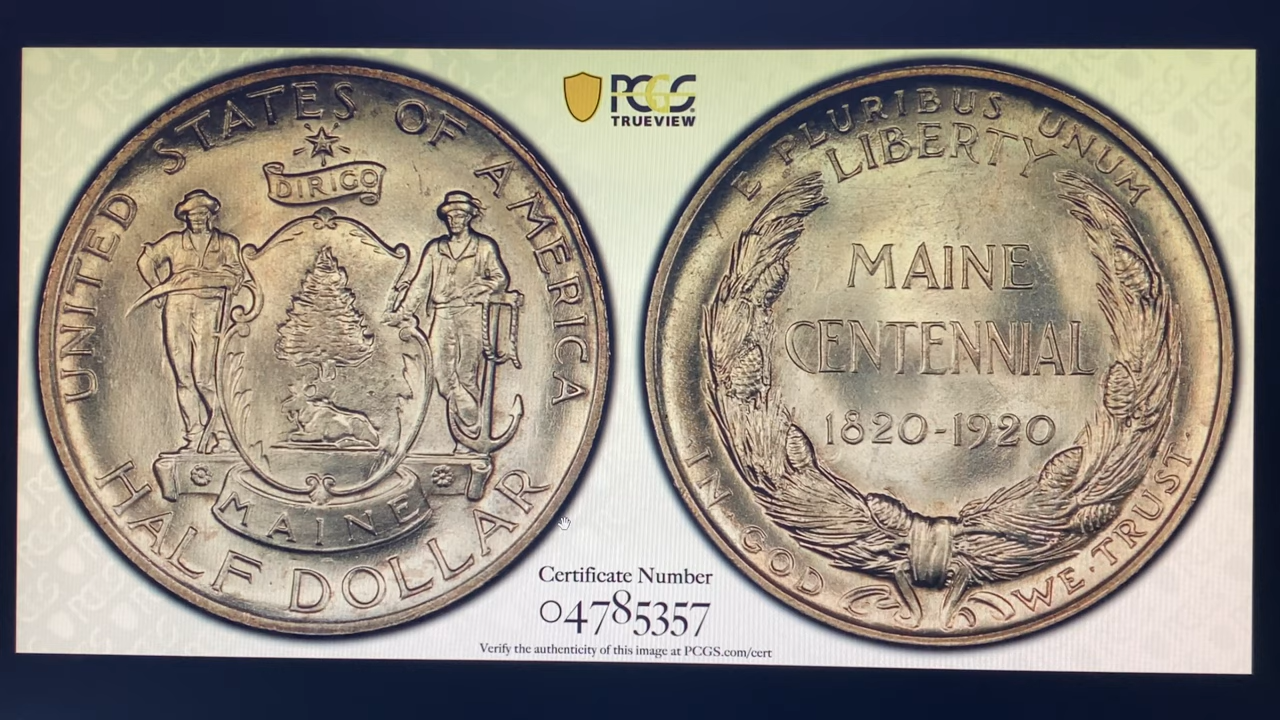 UNITED STATES OF AMERICA
DIRIGO
MAINE
HALF DOLLAR
PCGS
TRUEVIEW
Certificate Number
04785357
Verify the authenticity of this image at PCGS.com/cert
E PLURIBUS UNUM
LIBERTY
MAINE
CENTENNIAL
1820-1920
IN GOD WE·TRUST·